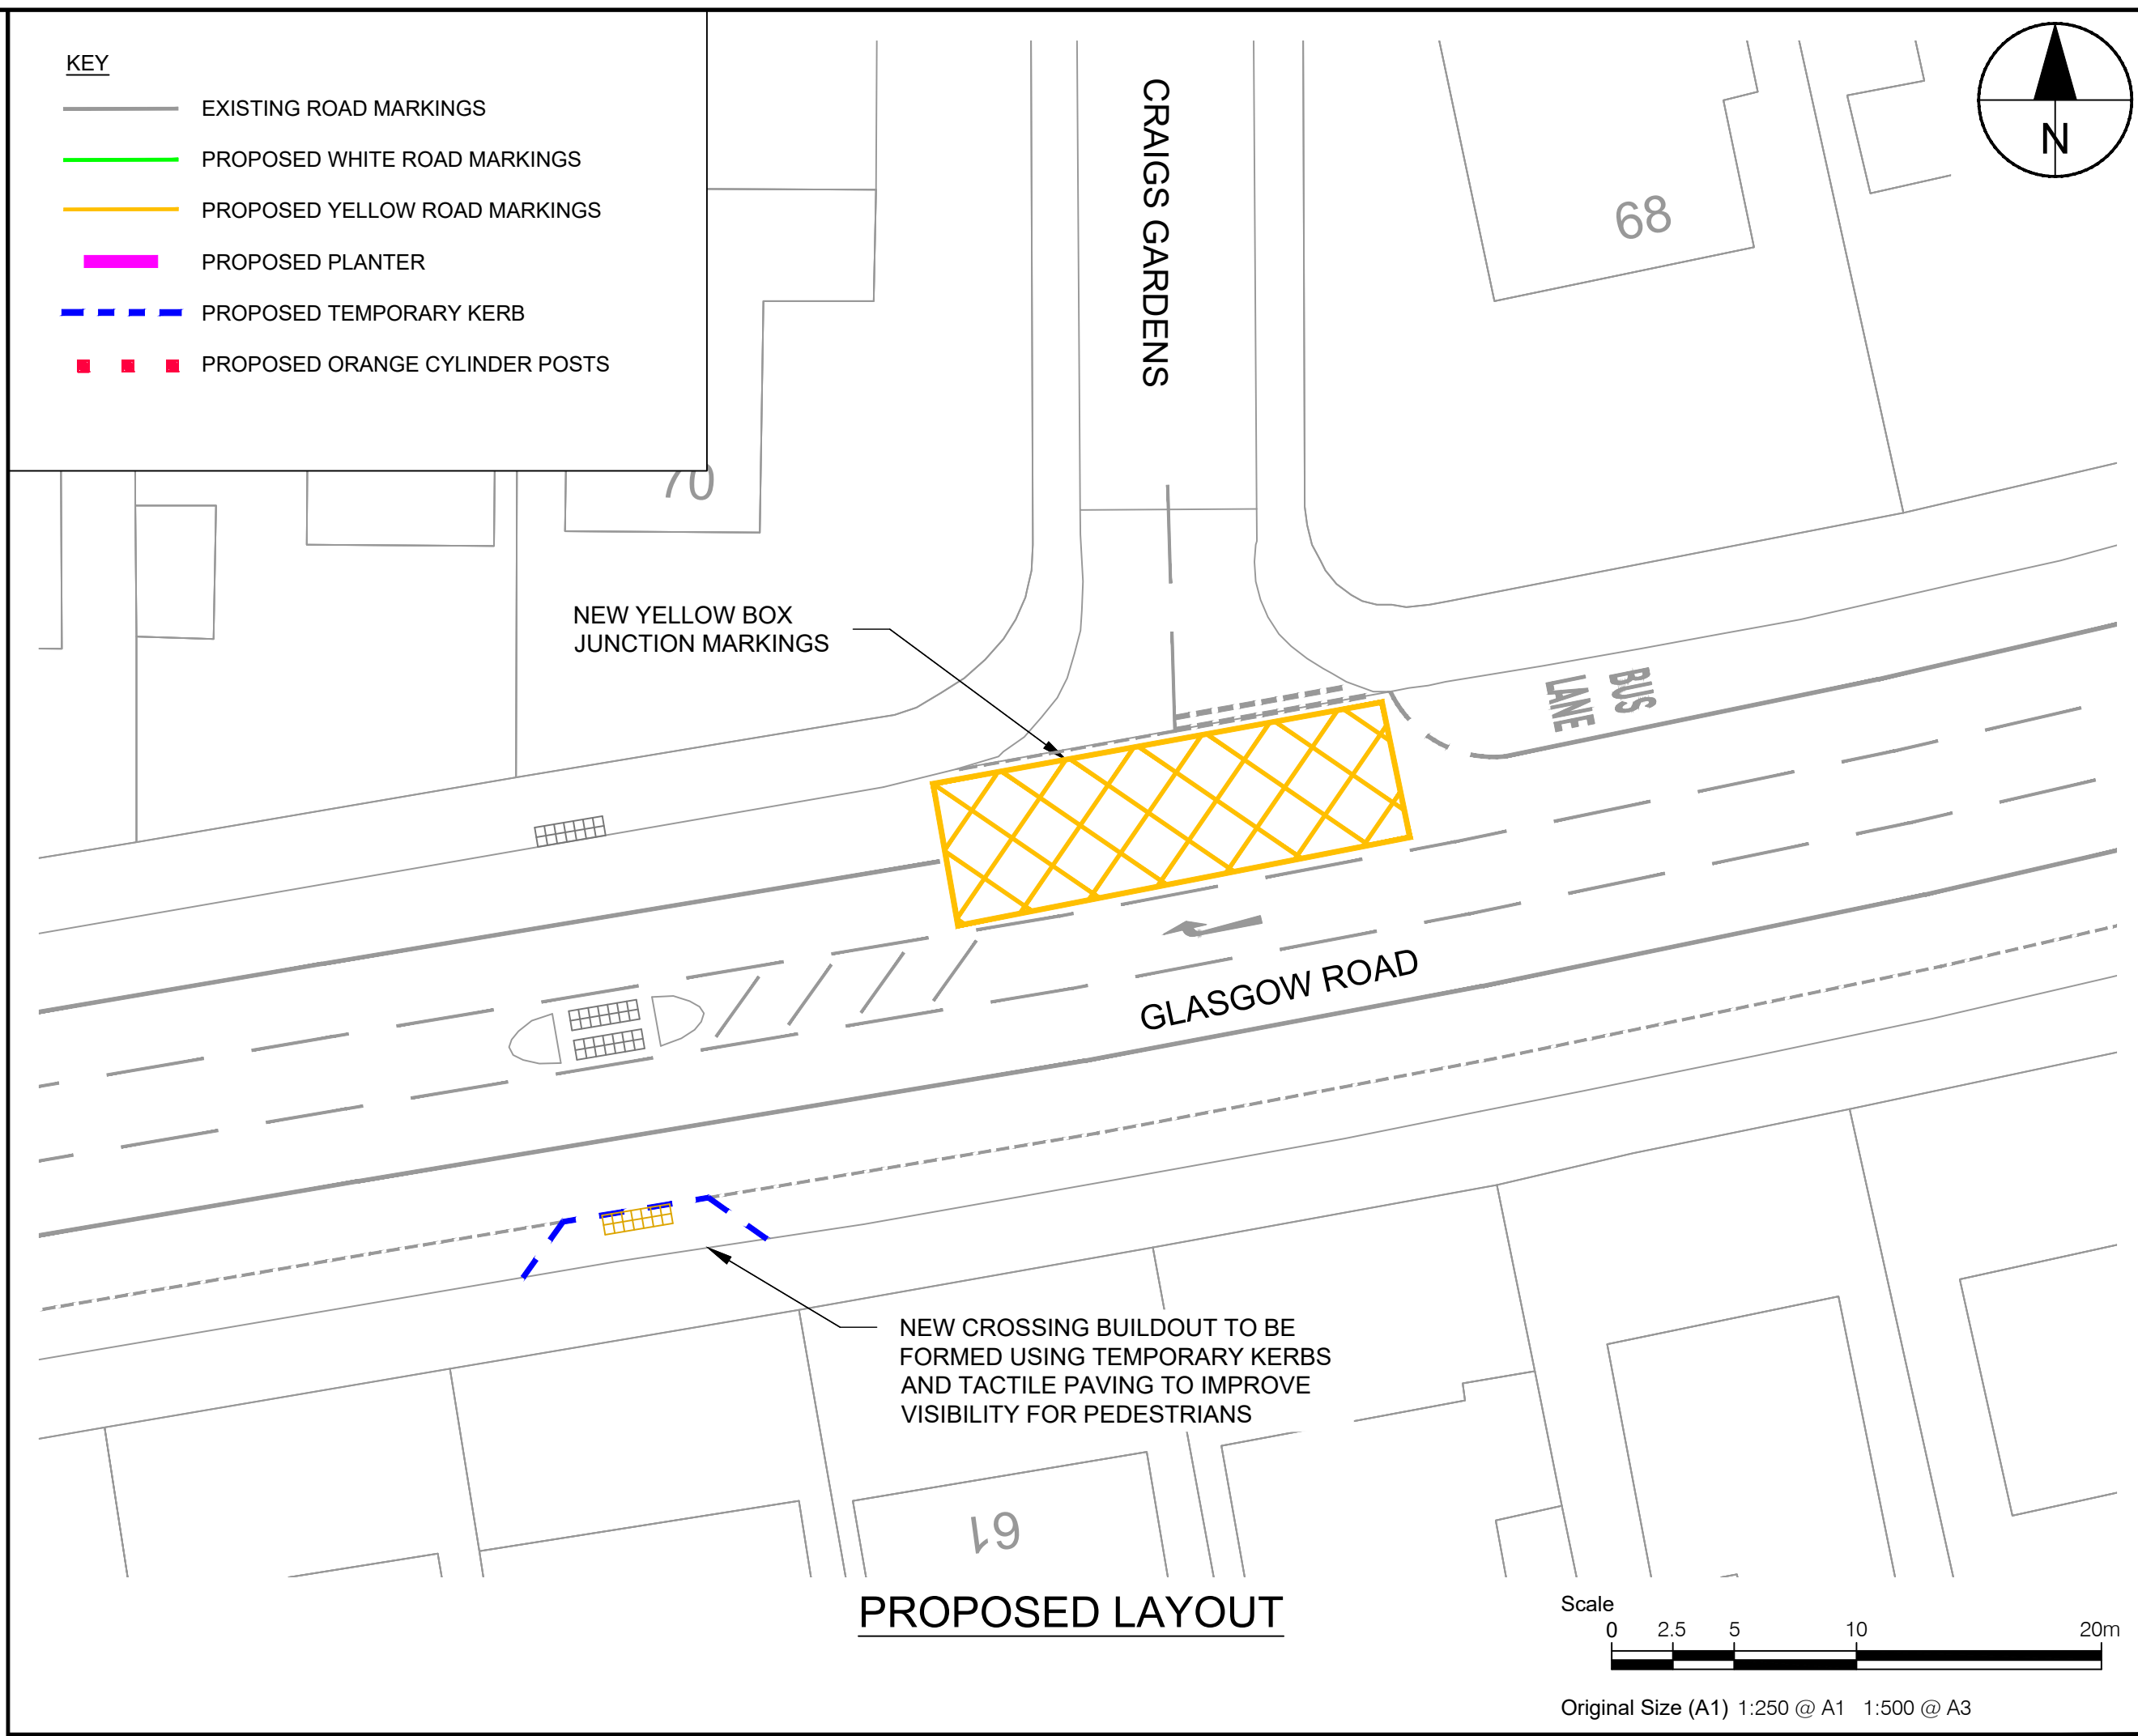 KEY
EXISTING ROAD MARKINGS
PROPOSED WHITE ROAD MARKINGS
PROPOSED YELLOW ROAD MARKINGS
PROPOSED PLANTER
PROPOSED TEMPORARY KERB
PROPOSED ORANGE CYLINDER POSTS
N
CRAIGS GARDENS
68
70
NEW YELLOW BOX
JUNCTION MARKINGS
BUS
LANE
GLASGOW ROAD
NEW CROSSING BUILDOUT TO BE
FORMED USING TEMPORARY KERBS
AND TACTILE PAVING TO IMPROVE
VISIBILITY FOR PEDESTRIANS
61
PROPOSED LAYOUT
Scale
0 2.5 5 10 20m
Original Size (A1) 1:250 @ A1 1:500 @ A3